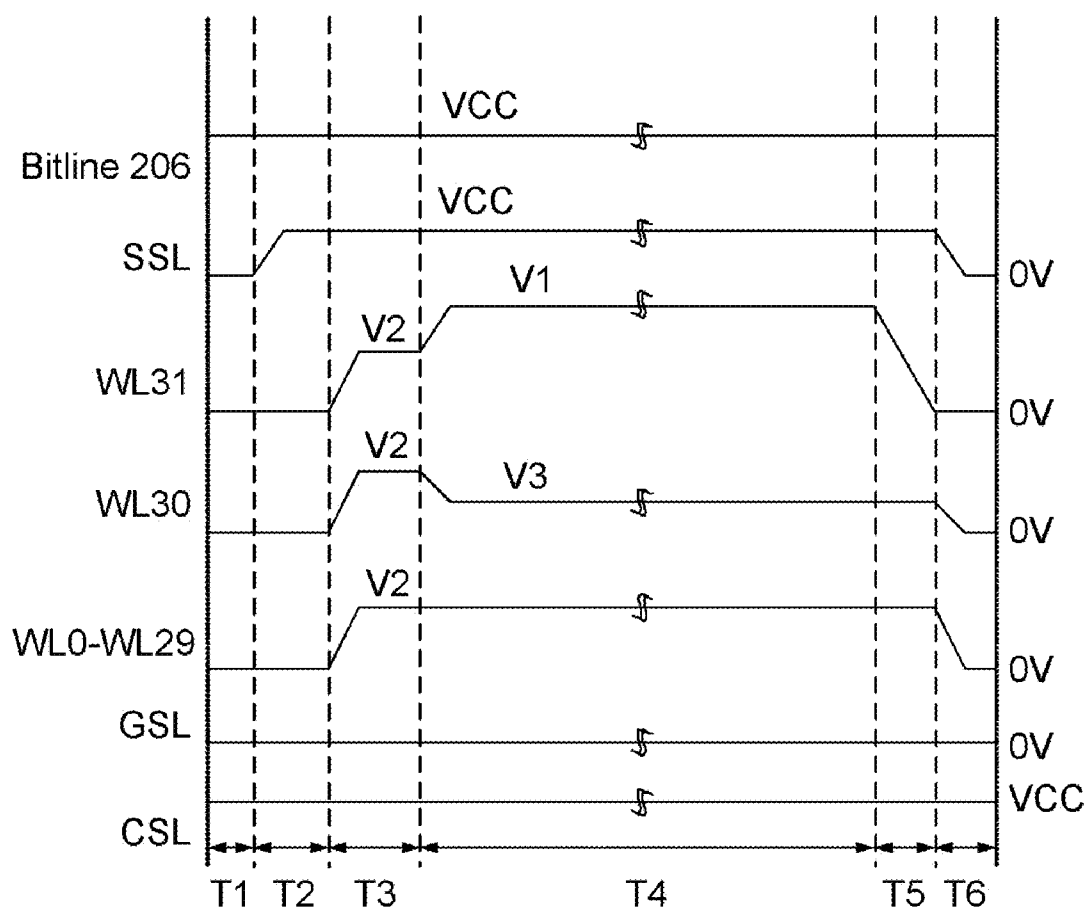 VCC
Bitline 206
VCC
SSL
0V
V1
V2
WL31
0V
V2
V3
WL30
0V
V2
WL0-WL29
0V
GSL
0V
VCC
CSL
T1 T2 T3 T4 T5 T6